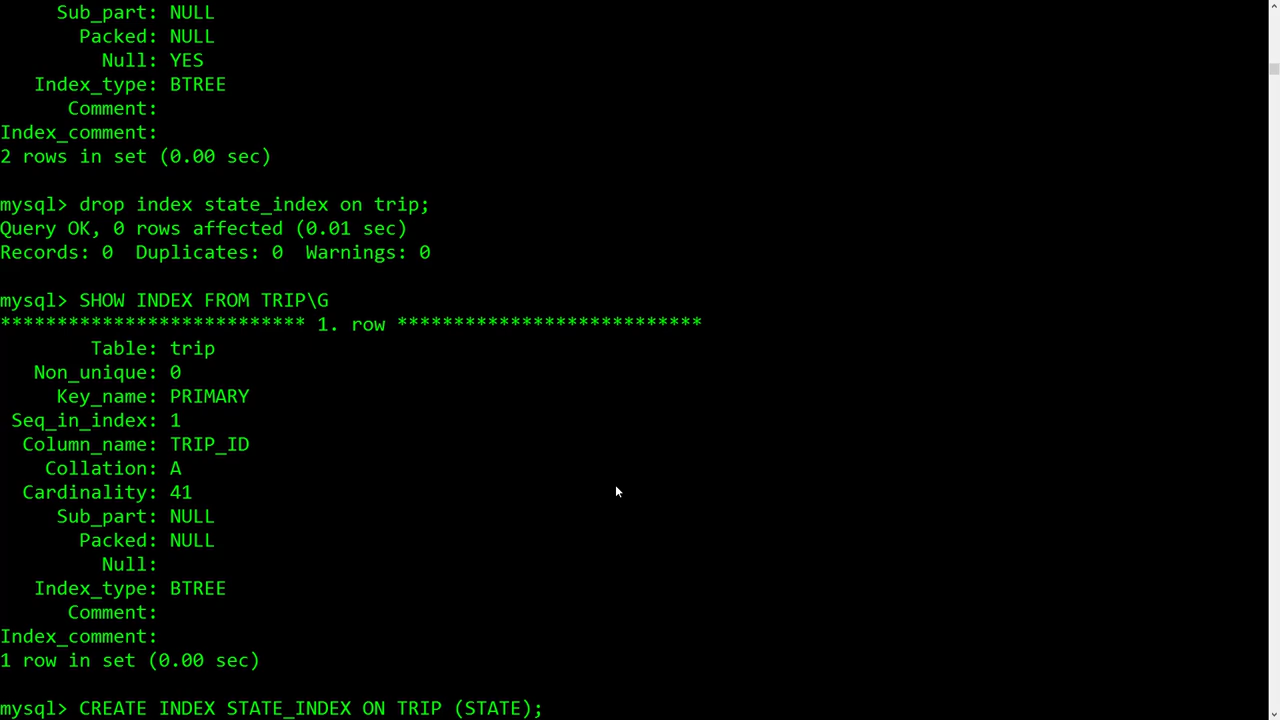 Sub_part: NULL
Packed: NULL
Null: YES
Index_type: BTREE
Comment:
Index_comment:
2 rows in set (0.00 sec)
mysql> drop index state_index on trip;
Query OK, 0 rows affected (0.01 sec)
Records: 0  Duplicates: 0  Warnings: 0
mysql> SHOW INDEX FROM TRIP\G
*************************** 1. row ***************************
Table: trip
Non_unique: 0
Key_name: PRIMARY
Seq_in_index: 1
Column_name: TRIP_ID
Collation: A
Cardinality: 41
Sub_part: NULL
Packed: NULL
Null:
Index_type: BTREE
Comment:
Index_comment:
1 row in set (0.00 sec)
mysql> CREATE INDEX STATE_INDEX ON TRIP (STATE);